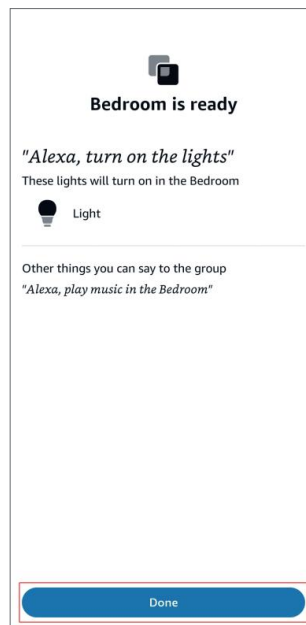 Bedroom is ready
"Alexa, turn on the lights"
These lights will turn on in the Bedroom
Light
Other things you can say to the group
"Alexa, play music in the Bedroom"
Done